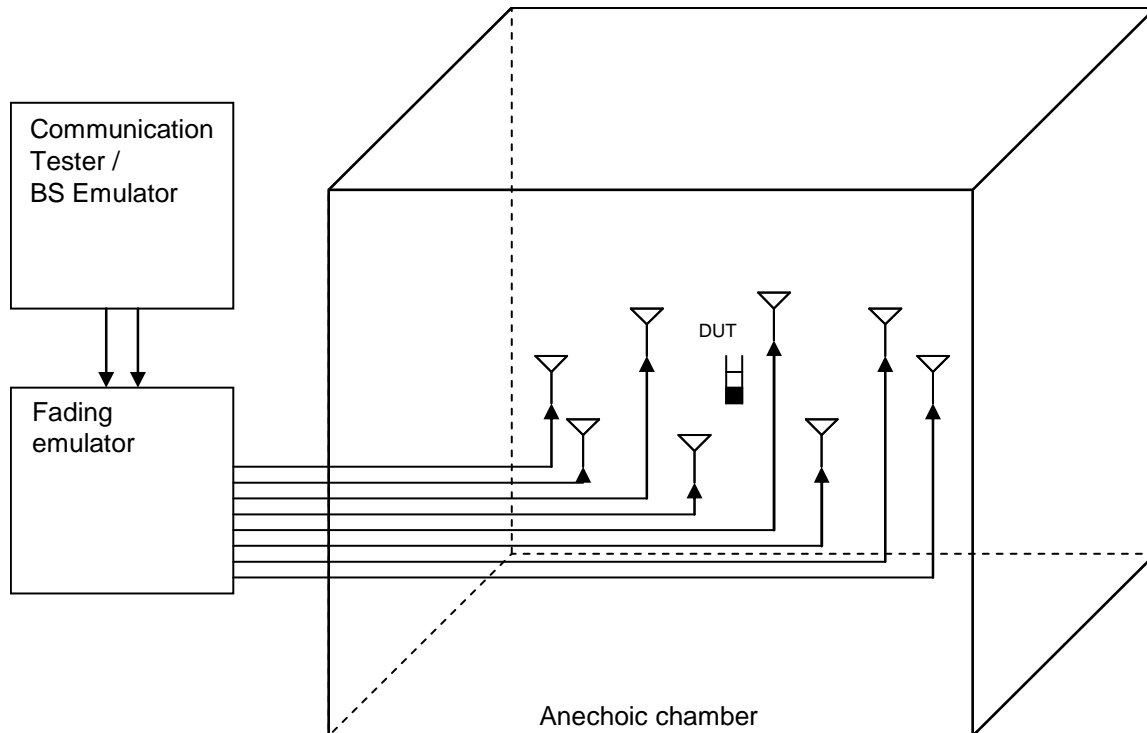 Communication
Tester /
BS Emulator
DUT
Fading
emulator
Anechoic chamber